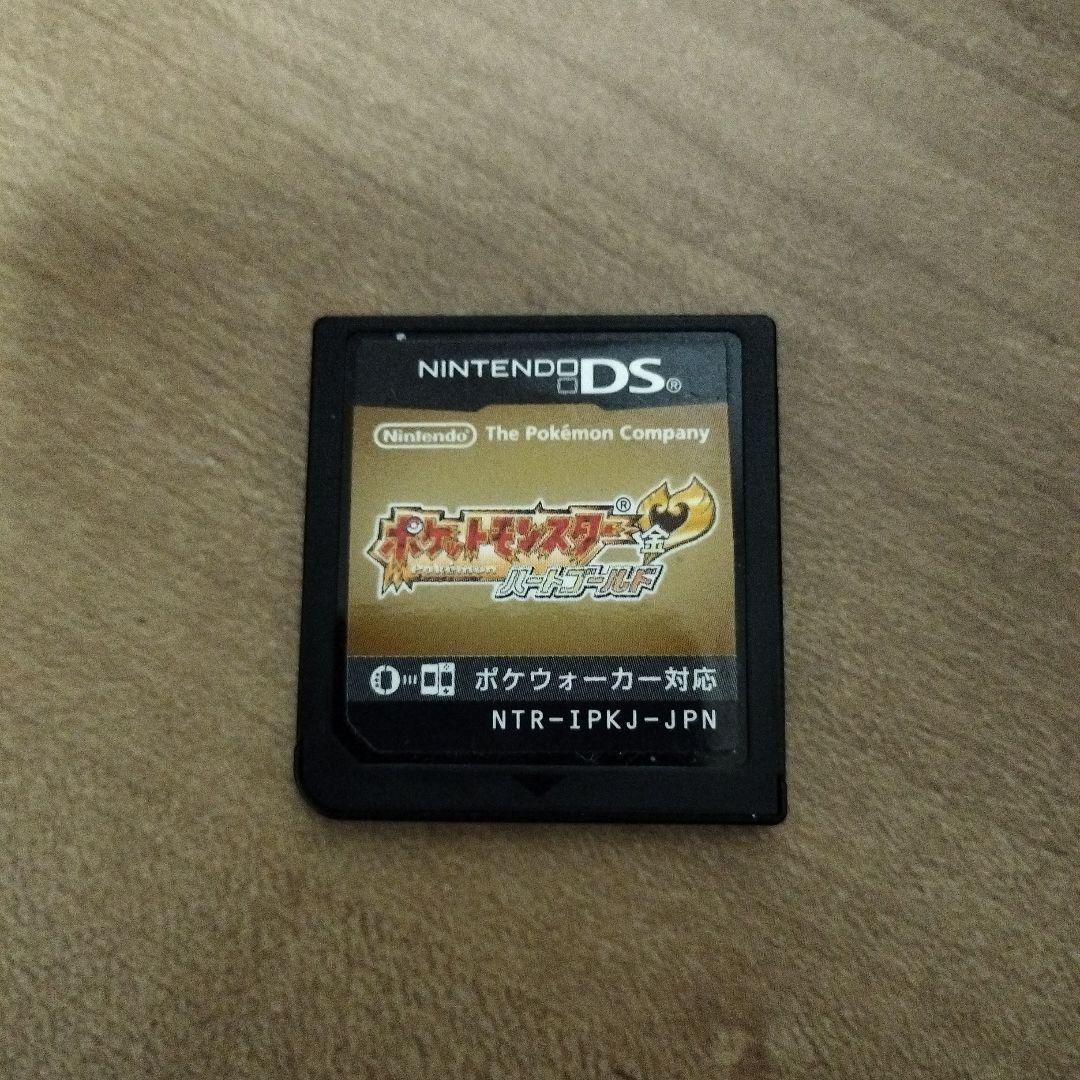 NINTENDO DS®
Nintendo The Pokémon Company
ポケットモンスター®
金
POKéMON
ハートゴールド
ポケウォーカー対応
NTR-IPKJ-JPN